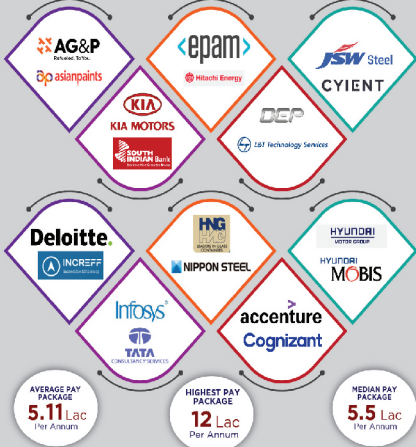 AG&P
Refueled. To You.
asianpaints
<epam>
Hitachi Energy
JSW Steel
CYIENT
KIA
KIA MOTORS
SOUTH
INDIAN Bank
DEP
L&T Technology Services
Deloitte.
INCREFF
HNG
NIPPON STEEL
HYUNDAI
MOTOR GROUP
HYUNDAI
MOBIS
Infosys
TATA
CONSULTANCY SERVICES
accenture
Cognizant
AVERAGE PAY
PACKAGE
5.11 Lac
Per Annum
HIGHEST PAY
PACKAGE
12 Lac
Per Annum
MEDIAN PAY
PACKAGE
5.5 Lac
Per Annum